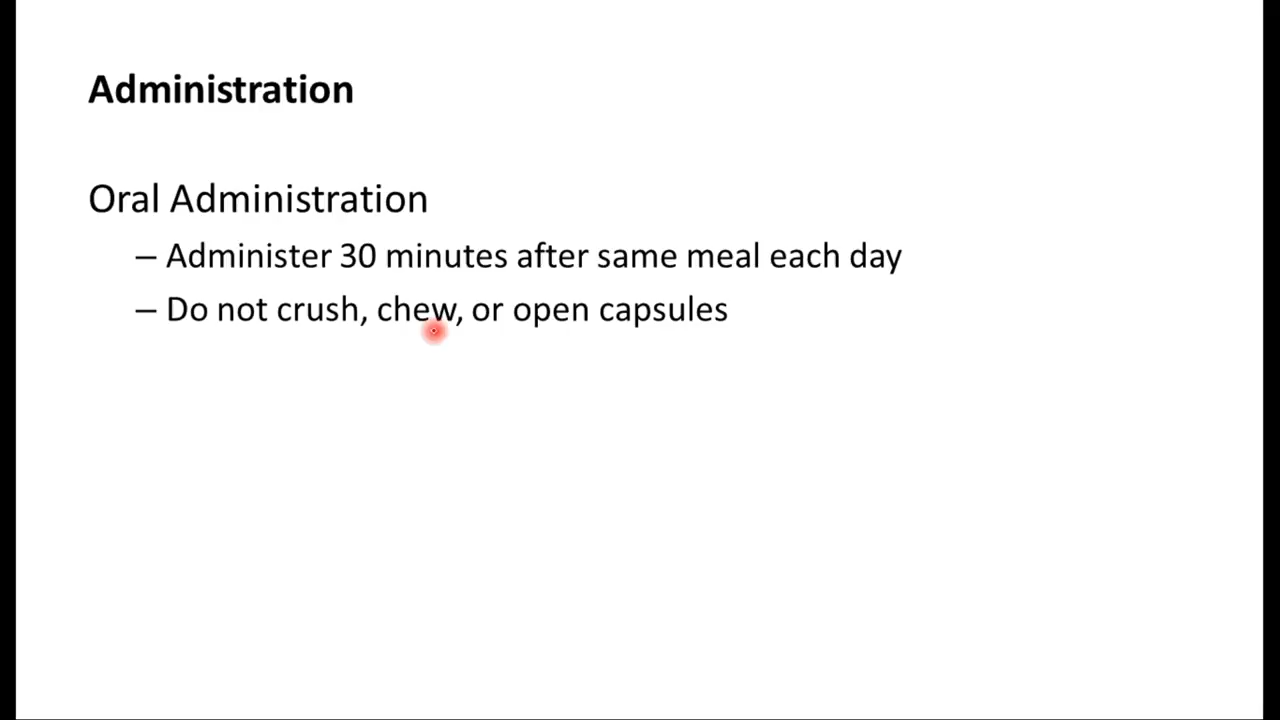 Administration
Oral Administration
– Administer 30 minutes after same meal each day
– Do not crush, chew, or open capsules